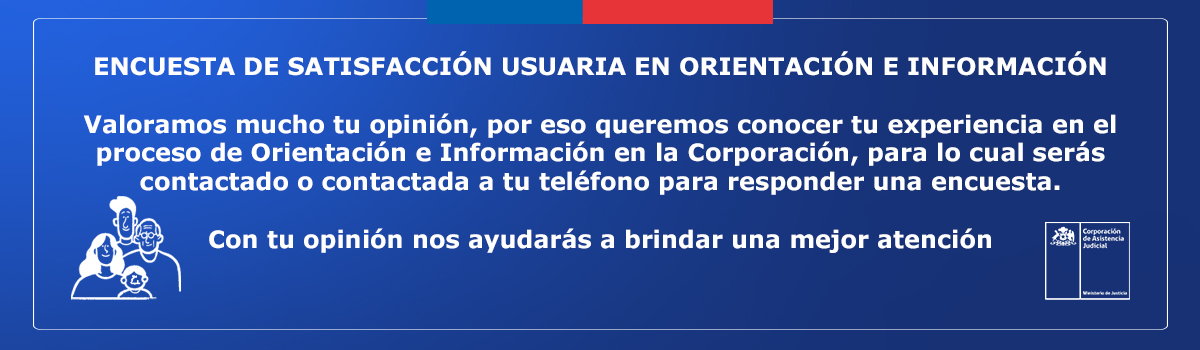 ENCUESTA DE SATISFACCIÓN USUARIA EN ORIENTACIÓN E INFORMACIÓN
Valoramos mucho tu opinión, por eso queremos conocer tu experiencia en el
proceso de Orientación e Información en la Corporación, para lo cual serás
contactado o contactada a tu teléfono para responder una encuesta.
Con tu opinión nos ayudarás a brindar una mejor atención
Corporación
de Asistencia
Judicial
Ministerio de Justicia